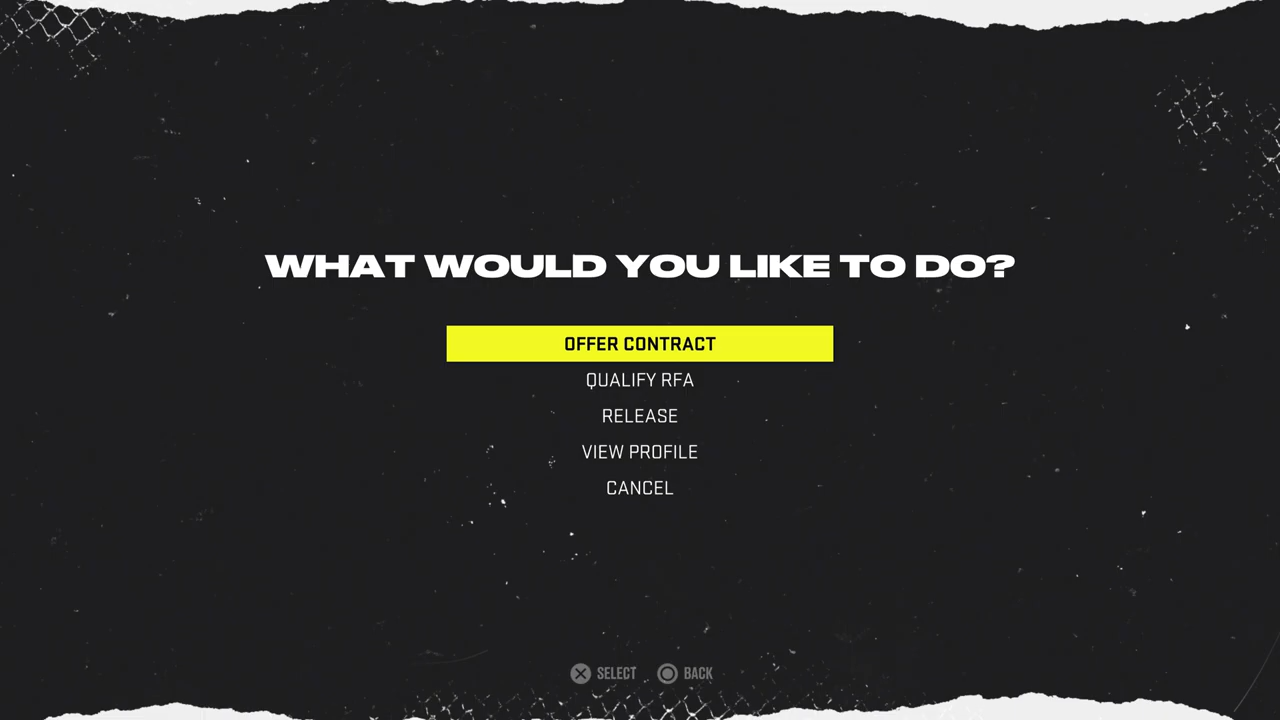 WHAT WOULD YOU LIKE TO DO?
OFFER CONTRACT
QUALIFY RFA
RELEASE
VIEW PROFILE
CANCEL
SELECT BACK